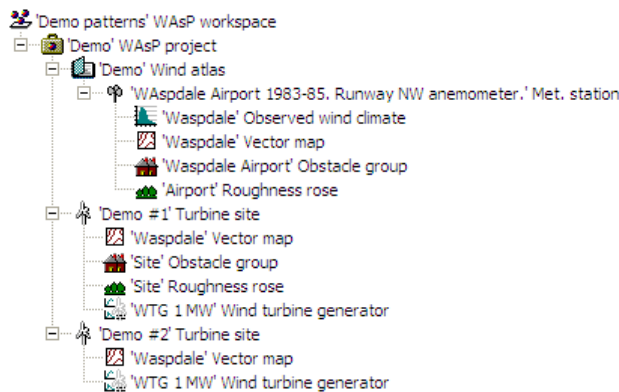 'Demo patterns' WAsP workspace
'Demo' WAsP project
'Demo' Wind atlas
'WAspdale Airport 1983-85. Runway NW anemometer.' Met. station
'Waspdale' Observed wind climate
'Waspdale' Vector map
'Waspdale Airport' Obstacle group
'Airport' Roughness rose
'Demo #1' Turbine site
'Waspdale' Vector map
'Site' Obstacle group
'Site' Roughness rose
'WTG 1 MW' Wind turbine generator
'Demo #2' Turbine site
'Waspdale' Vector map
'WTG 1 MW' Wind turbine generator